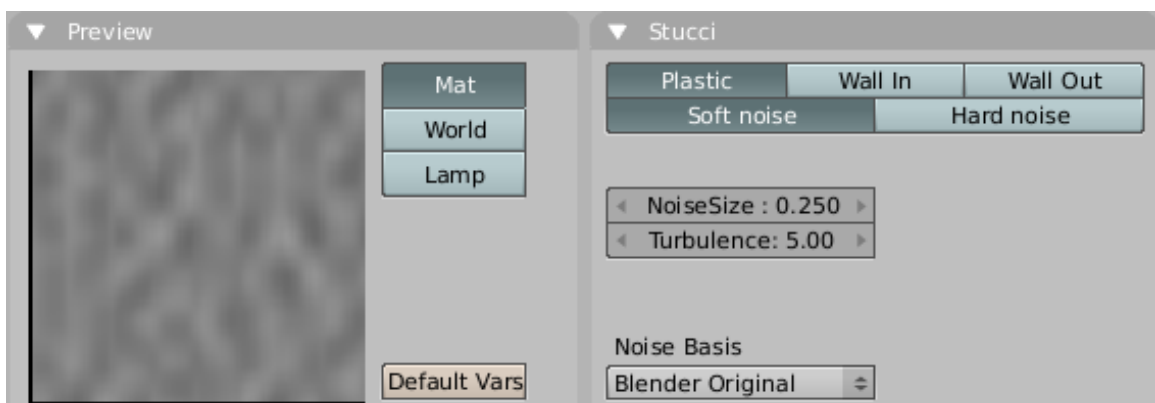 Preview
Mat
World
Lamp
Default Vars
Stucci
Plastic Wall In Wall Out
Soft noise Hard noise
NoiseSize : 0.250
Turbulence: 5.00
Noise Basis
Blender Original